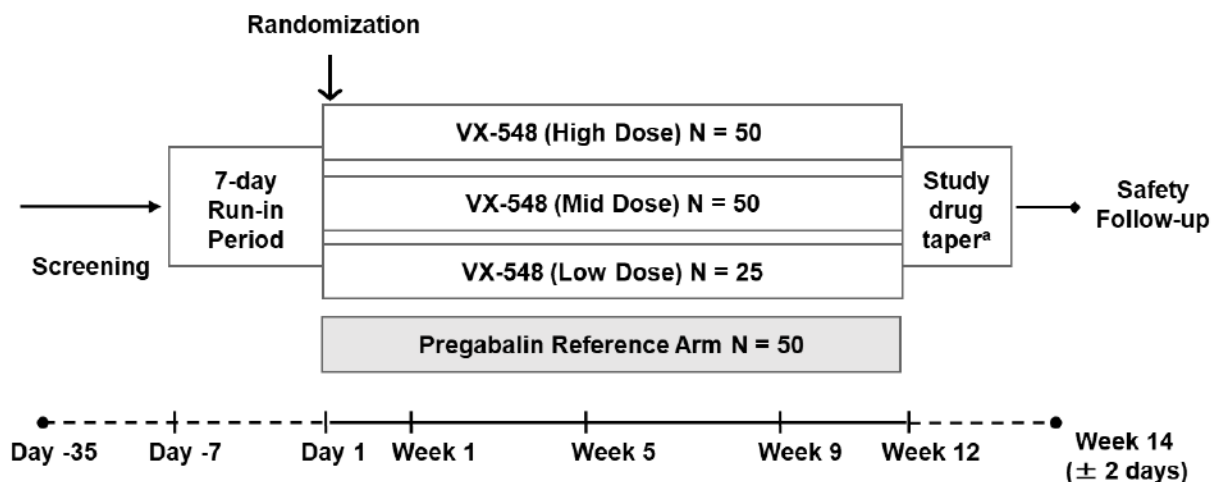 Randomization
VX-548 (High Dose) N = 50
7-day
Run-in
Period
VX-548 (Mid Dose) N = 50
Study
drug
taperᵃ
Safety
Follow-up
Screening
VX-548 (Low Dose) N = 25
Pregabalin Reference Arm N = 50
Day -35
Day -7
Day 1
Week 1
Week 5
Week 9
Week 12
Week 14
(± 2 days)